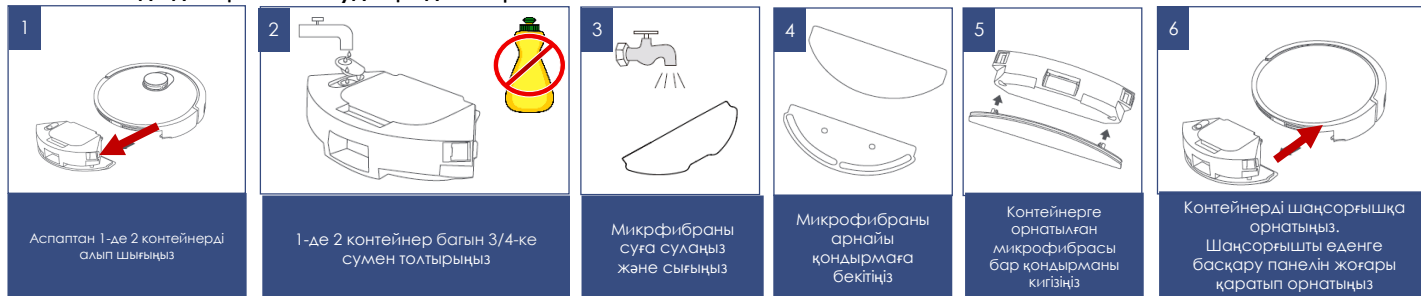 1
Аспаптан 1-де 2 контейнерді
алып шығыңыз
2
1-де 2 контейнер багын 3/4-ке
сумен толтырыңыз
3
Микрфибраны
суға сулаңыз
және сығыңыз
4
Микрофибраны
арнайы
қондырмаға
бекітіңіз
5
Контейнерге
орнатылған
микрофибрасы
бар қондырманы
кигізіңіз
6
Контейнерді шаңсорғышқа
орнатыңыз.
Шаңсорғышты еденге
басқару панелін жоғары
қаратып орнатыңыз